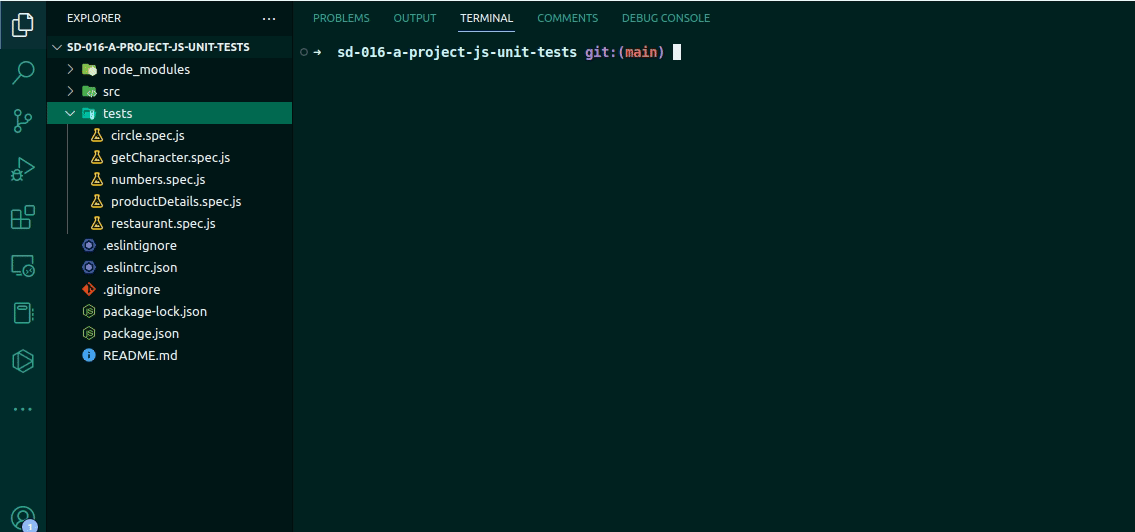 EXPLORER
SD-016-A-PROJECT-JS-UNIT-TESTS
node_modules
src
tests
circle.spec.js
getCharacter.spec.js
numbers.spec.js
productDetails.spec.js
restaurant.spec.js
.eslintignore
.eslintrc.json
.gitignore
package-lock.json
package.json
README.md
1
PROBLEMS OUTPUT TERMINAL COMMENTS DEBUG CONSOLE
➜ sd-016-a-project-js-unit-tests git:(main)